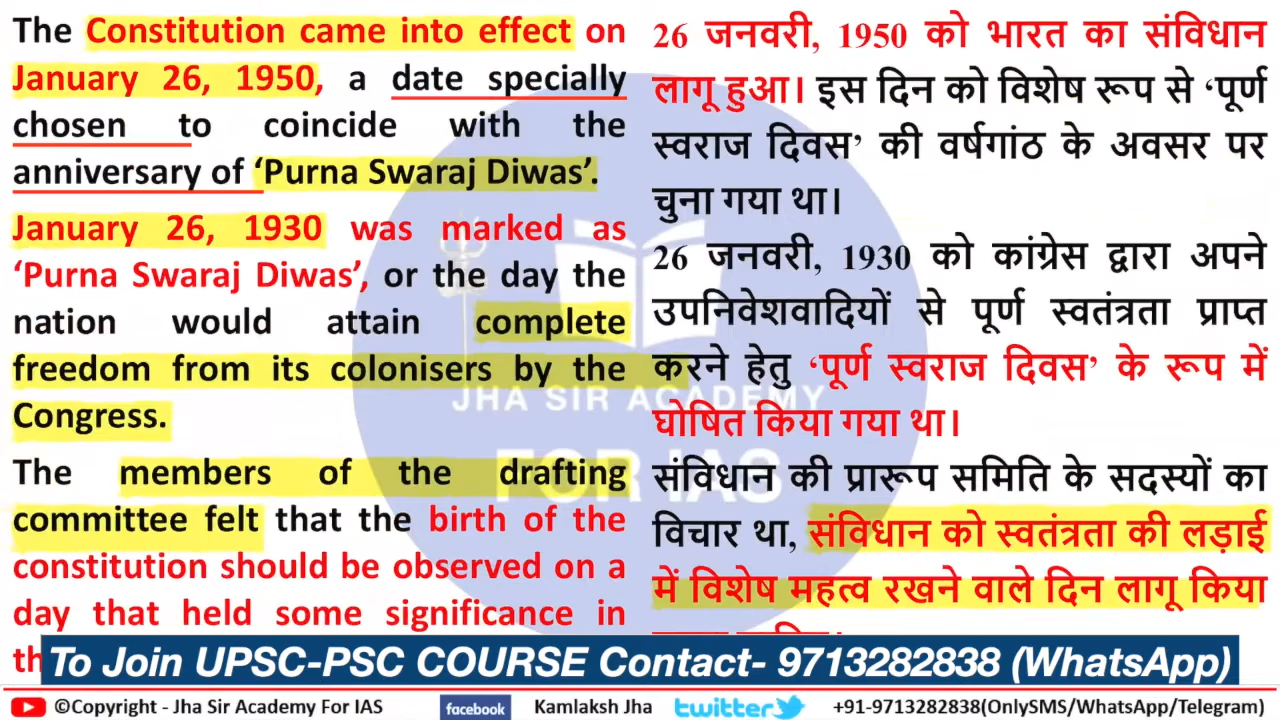 The Constitution came into effect on
January 26, 1950, a date specially
chosen to coincide with the
anniversary of ‘Purna Swaraj Diwas’.
January 26, 1930 was marked as
‘Purna Swaraj Diwas’, or the day the
nation would attain complete
freedom from its colonisers by the
Congress.
The members of the drafting
committee felt that the birth of the
constitution should be observed on a
day that held some significance in
26 जनवरी, 1950 को भारत का संविधान
लागू हुआ। इस दिन को विशेष रूप से ‘पूर्ण
स्वराज दिवस’ की वर्षगांठ के अवसर पर
चुना गया था।
26 जनवरी, 1930 को कांग्रेस द्वारा अपने
उपनिवेशवादियों से पूर्ण स्वतंत्रता प्राप्त
करने हेतु ‘पूर्ण स्वराज दिवस’ के रूप में
घोषित किया गया था।
संविधान की प्रारूप समिति के सदस्यों का
विचार था, संविधान को स्वतंत्रता की लड़ाई
में विशेष महत्व रखने वाले दिन लागू किया
JHA SIR ACADEMY
FOR IAS
To Join UPSC-PSC COURSE Contact- 9713282838 (WhatsApp)
©Copyright - Jha Sir Academy For IAS facebook Kamlaksh Jha twitter +91-9713282838(OnlySMS/WhatsApp/Telegram)